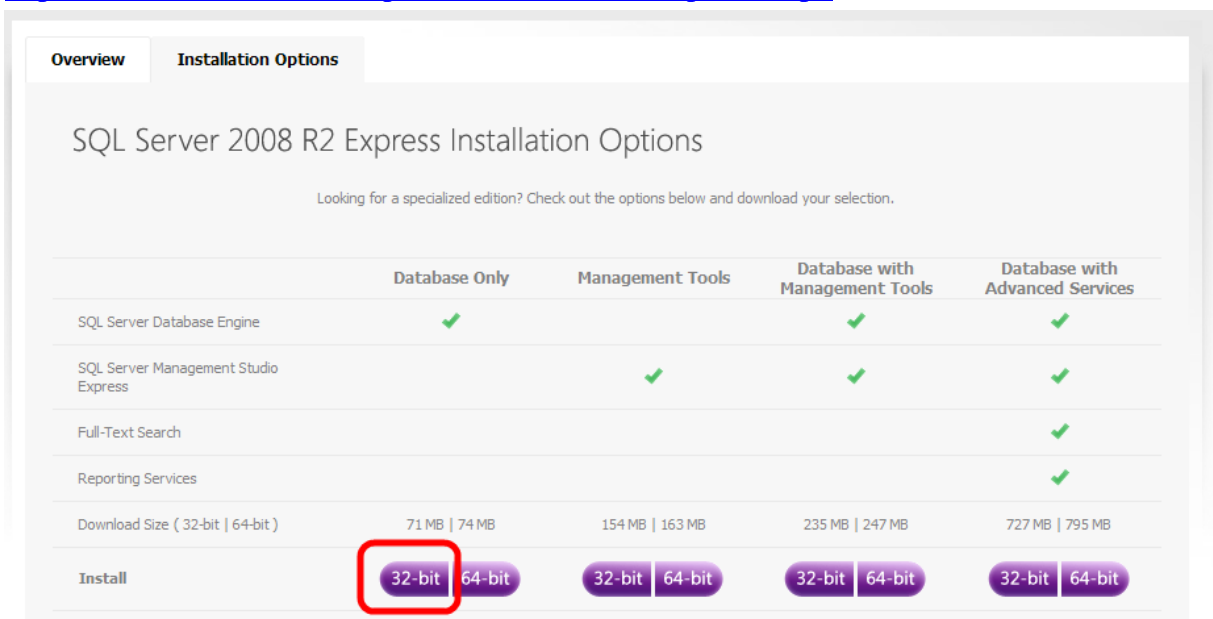 Overview Installation Options
SQL Server 2008 R2 Express Installation Options
Looking for a specialized edition? Check out the options below and download your selection.
Database Only Management Tools Database with Management Tools Database with Advanced Services
SQL Server Database Engine
SQL Server Management Studio
Express
Full-Text Search
Reporting Services
Download Size ( 32-bit | 64-bit ) 71 MB | 74 MB 154 MB | 163 MB 235 MB | 247 MB 727 MB | 795 MB
Install 32-bit 64-bit 32-bit 64-bit 32-bit 64-bit 32-bit 64-bit